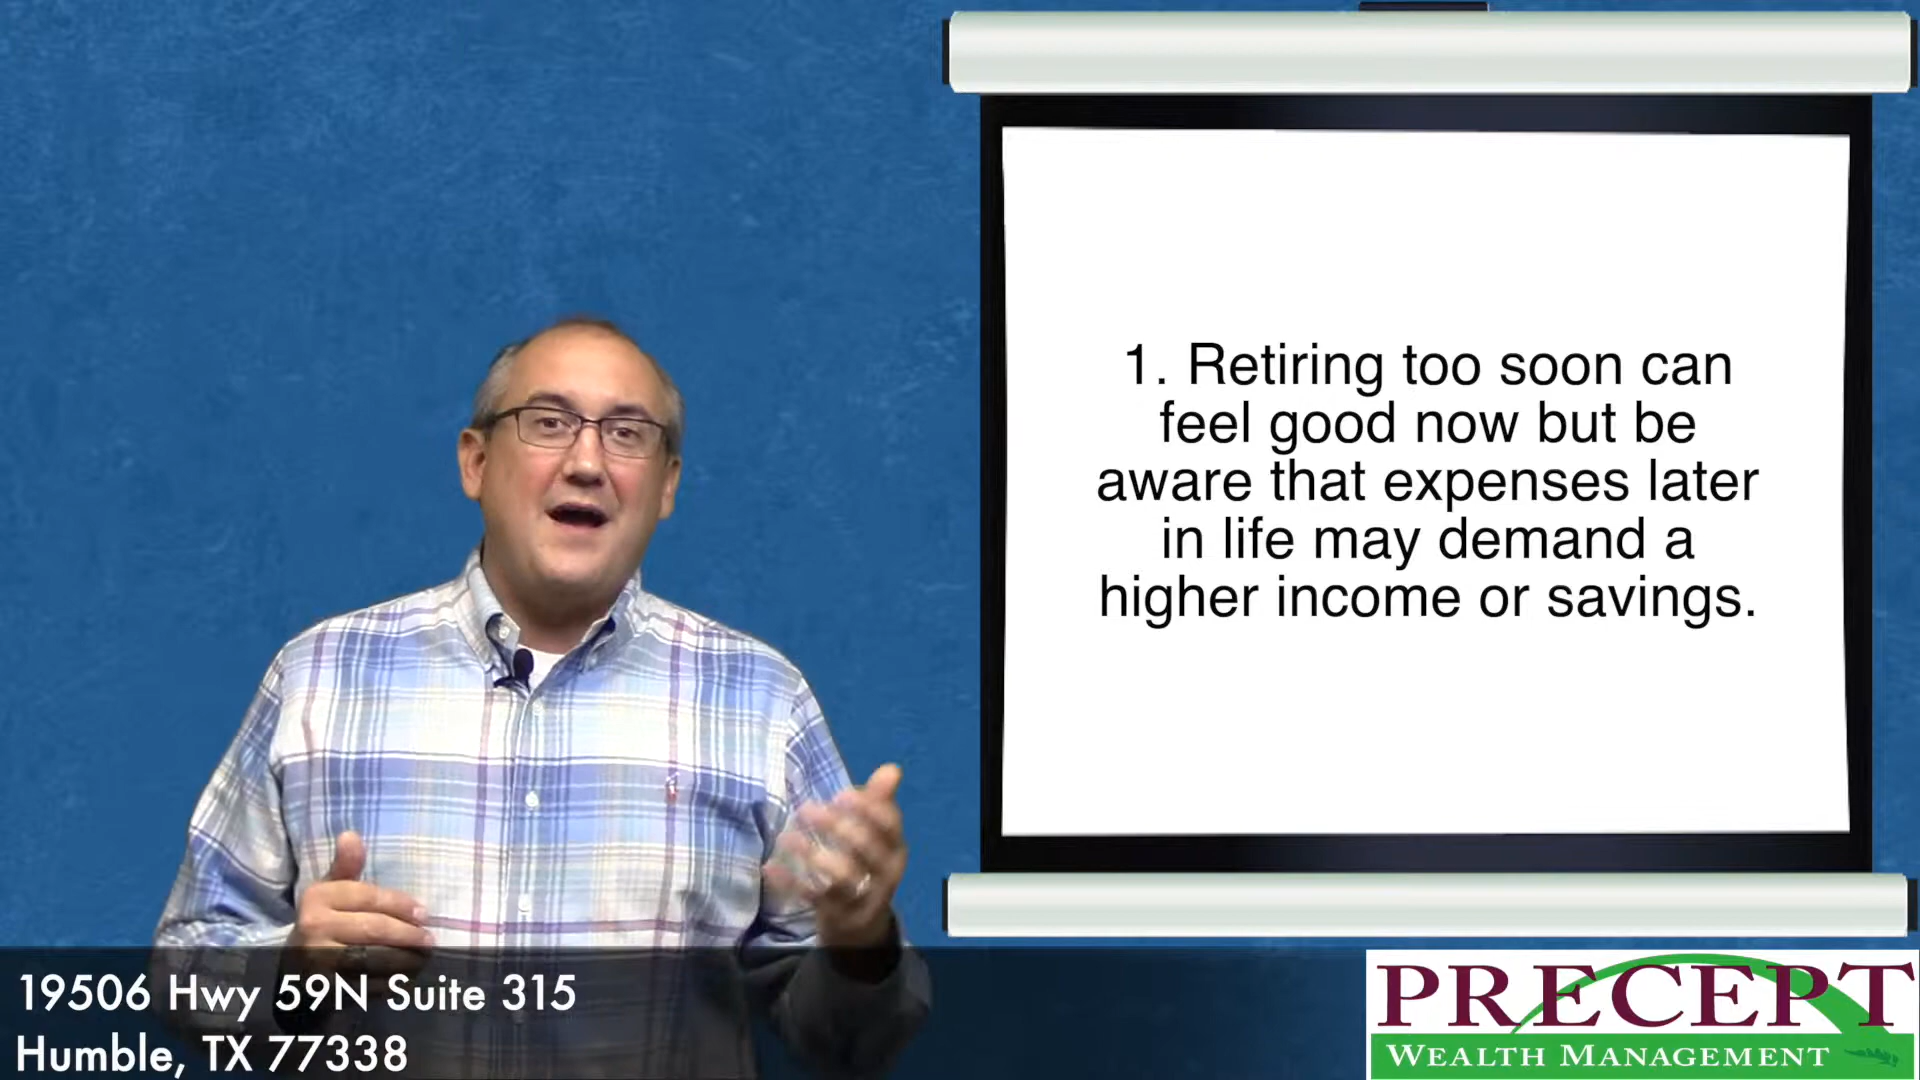 1. Retiring too soon can
feel good now but be
aware that expenses later
in life may demand a
higher income or savings.
19506 Hwy 59N Suite 315
Humble, TX 77338
PRECEPT
WEALTH MANAGEMENT